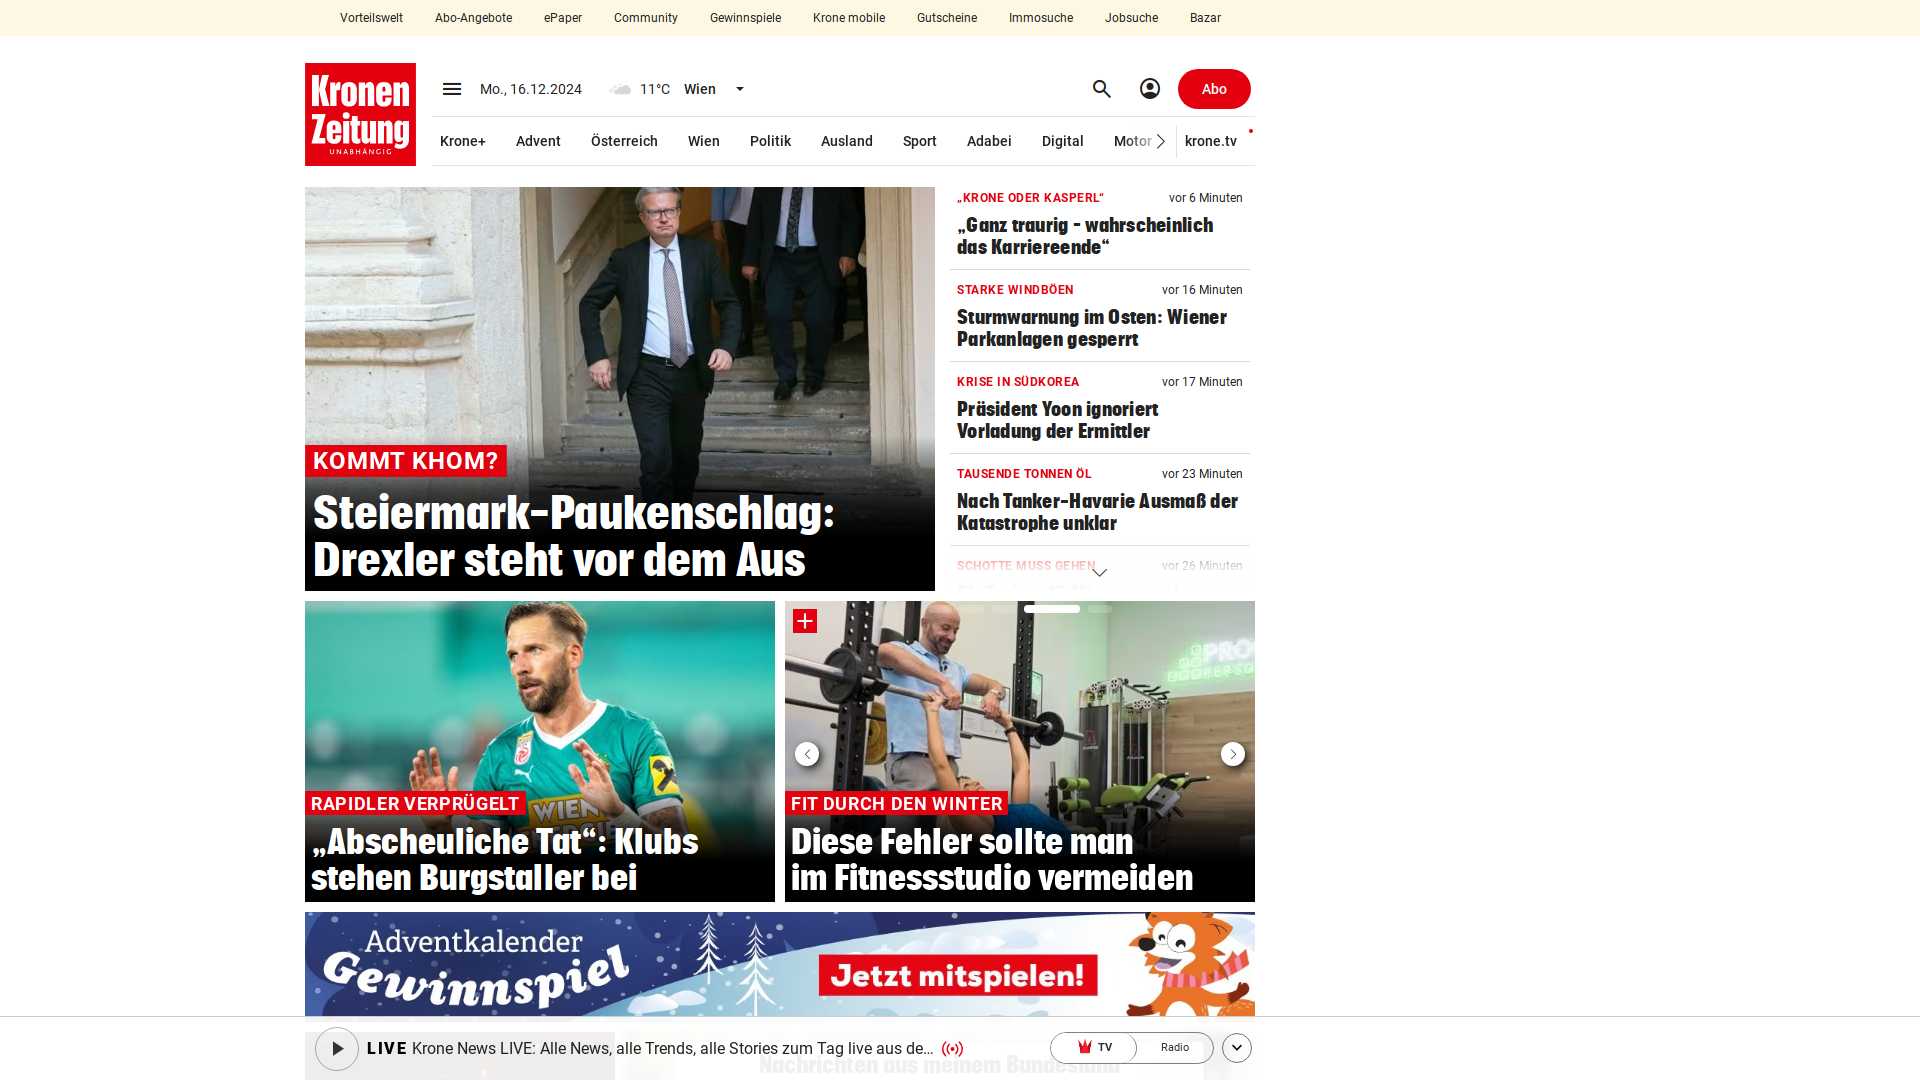 Vorteilswelt Abo-Angebote ePaper Community Gewinnspiele Krone mobile Gutscheine Immosuche Jobsuche Bazar
Kronen
Zeitung
UNABHÄNGIG
Mo., 16.12.2024 11°C Wien Abo
Krone+ Advent Österreich Wien Politik Ausland Sport Adabei Digital Motor krone.tv
KOMMT KHOM?
Steiermark-Paukenschlag:
Drexler steht vor dem Aus
„KRONE ODER KASPERL“ vor 6 Minuten
„Ganz traurig - wahrscheinlich
das Karriereende“
STARKE WINDBÖEN vor 16 Minuten
Sturmwarnung im Osten: Wiener
Parkanlagen gesperrt
KRISE IN SÜDKOREA vor 17 Minuten
Präsident Yoon ignoriert
Vorladung der Ermittler
TAUSENDE TONNEN ÖL vor 23 Minuten
Nach Tanker-Havarie Ausmaß der
Katastrophe unklar
SCHOTTE MUSS GEHEN vor 26 Minuten
WIEN
RAPIDLER VERPRÜGELT
„Abscheuliche Tat“: Klubs
stehen Burgstaller bei
FIT DURCH DEN WINTER
Diese Fehler sollte man
im Fitnessstudio vermeiden
Adventkalender
Gewinnspiel
Jetzt mitspielen!
LIVE Krone News LIVE: Alle News, alle Trends, alle Stories zum Tag live aus de... TV Radio
Nachrichten aus meinem Bundesland